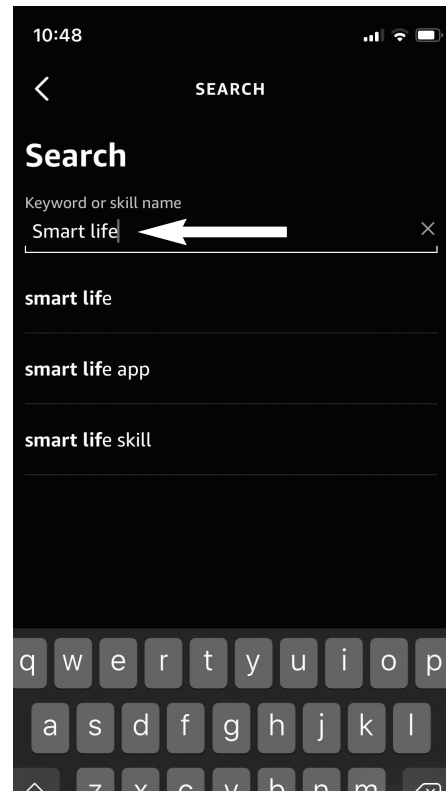 10:48
SEARCH
Search
Keyword or skill name
Smart life
smart life
smart life app
smart life skill
q w e r t y u i o p
a s d f g h j k l
z x c v b n m